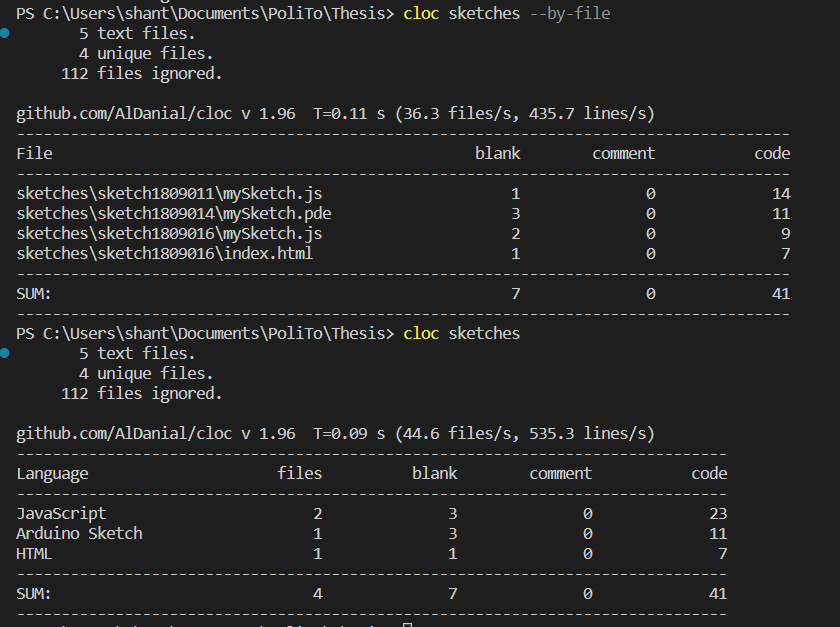 PS C:\Users\shant\Documents\PoliTo\Thesis> cloc sketches --by-file
5 text files.
4 unique files.
112 files ignored.
github.com/AlDanial/cloc v 1.96 T=0.11 s (36.3 files/s, 435.7 lines/s)
-------------------------------------------------------------------------------
File blank comment code
-------------------------------------------------------------------------------
sketches\sketch1809011\mySketch.js 1 0 14
sketches\sketch1809014\mySketch.pde 3 0 11
sketches\sketch1809016\mySketch.js 2 0 9
sketches\sketch1809016\index.html 1 0 7
-------------------------------------------------------------------------------
SUM: 7 0 41
-------------------------------------------------------------------------------
PS C:\Users\shant\Documents\PoliTo\Thesis> cloc sketches
5 text files.
4 unique files.
112 files ignored.
github.com/AlDanial/cloc v 1.96 T=0.09 s (44.6 files/s, 535.3 lines/s)
-------------------------------------------------------------------------------
Language files blank comment code
-------------------------------------------------------------------------------
JavaScript 2 3 0 23
Arduino Sketch 1 3 0 11
HTML 1 1 0 7
-------------------------------------------------------------------------------
SUM: 4 7 0 41
-------------------------------------------------------------------------------